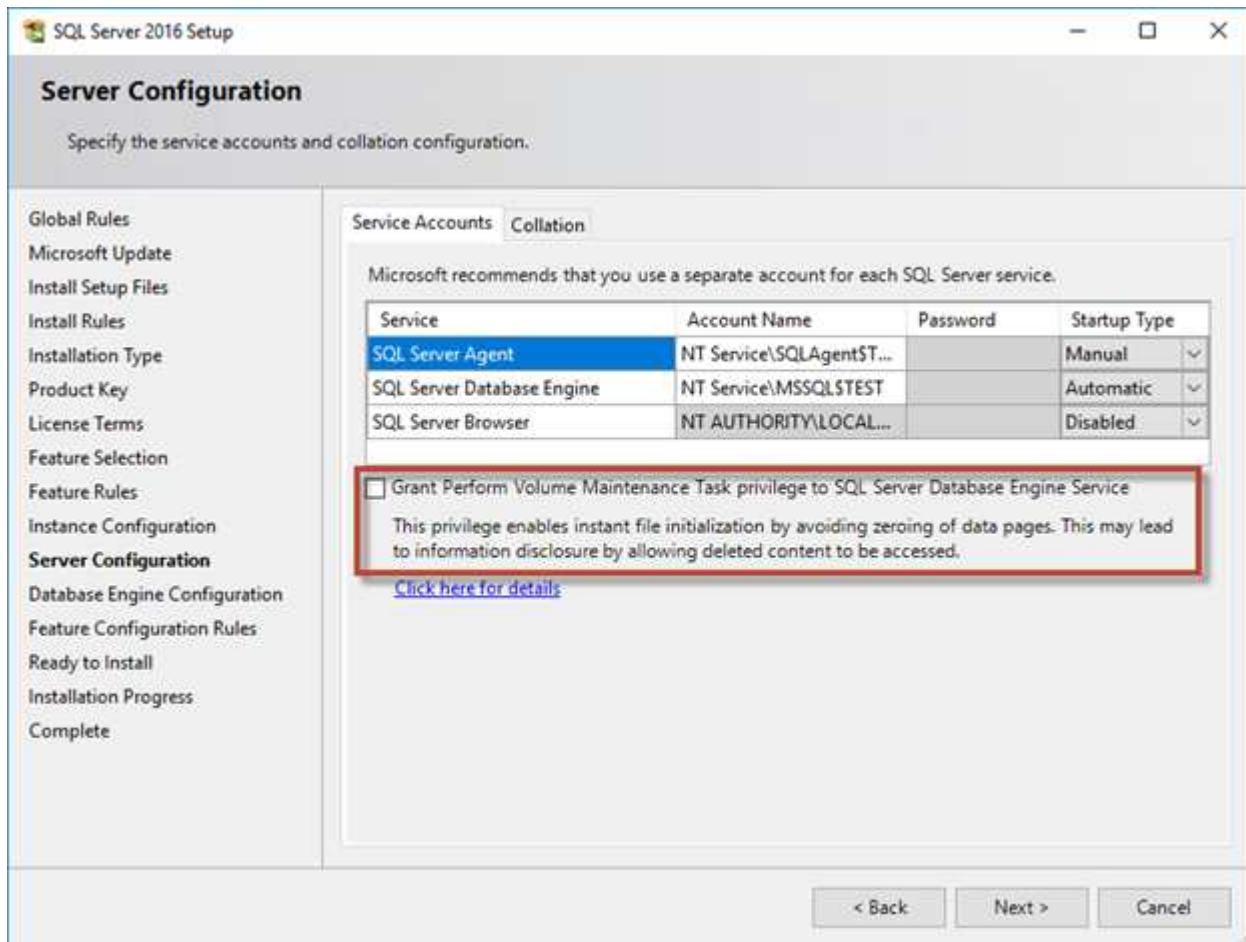 SQL Server 2016 Setup
Server Configuration
Specify the service accounts and collation configuration.
Global Rules
Microsoft Update
Install Setup Files
Install Rules
Installation Type
Product Key
License Terms
Feature Selection
Feature Rules
Instance Configuration
Server Configuration
Database Engine Configuration
Feature Configuration Rules
Ready to Install
Installation Progress
Complete
Service Accounts Collation
Microsoft recommends that you use a separate account for each SQL Server service.
Service Account Name Password Startup Type
SQL Server Agent NT Service\SQLAgent$T... Manual
SQL Server Database Engine NT Service\MSSQL$TEST Automatic
SQL Server Browser NT AUTHORITY\LOCAL... Disabled
Grant Perform Volume Maintenance Task privilege to SQL Server Database Engine Service
This privilege enables instant file initialization by avoiding zeroing of data pages. This may lead
to information disclosure by allowing deleted content to be accessed.
Click here for details
< Back Next > Cancel